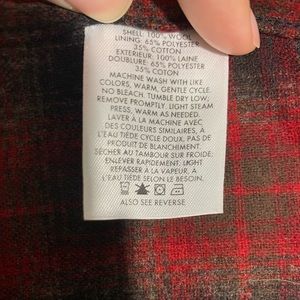 SHELL: 100% WOOL
LINING: 65% POLYESTER
35% COTTON
EXTERIEUR: 100% LAINE
DOUBLURE: 65% POLYESTER
35% COTON
MACHINE WASH WITH LIKE
COLORS, WARM, GENTLE CYCLE.
NO BLEACH, TUMBLE DRY LOW;
REMOVE PROMPTLY. LIGHT STEAM
PRESS, WARM AS NEEDED.
LAVER À LA MACHINE AVEC
DES COULEURS SIMILAIRES, À
L'EAU TIÈDE CYCLE DOUX, PAS DE
PRODUIT DE BLANCHIMENT.
SÉCHER AU TAMBOUR SUR FROIDE;
ENLEVER RAPIDEMENT, LIGHT
REPASSER À LA VAPEUR, A
L'EAU TIÈDE SELON LE BESOIN.
ALSO SEE REVERSE